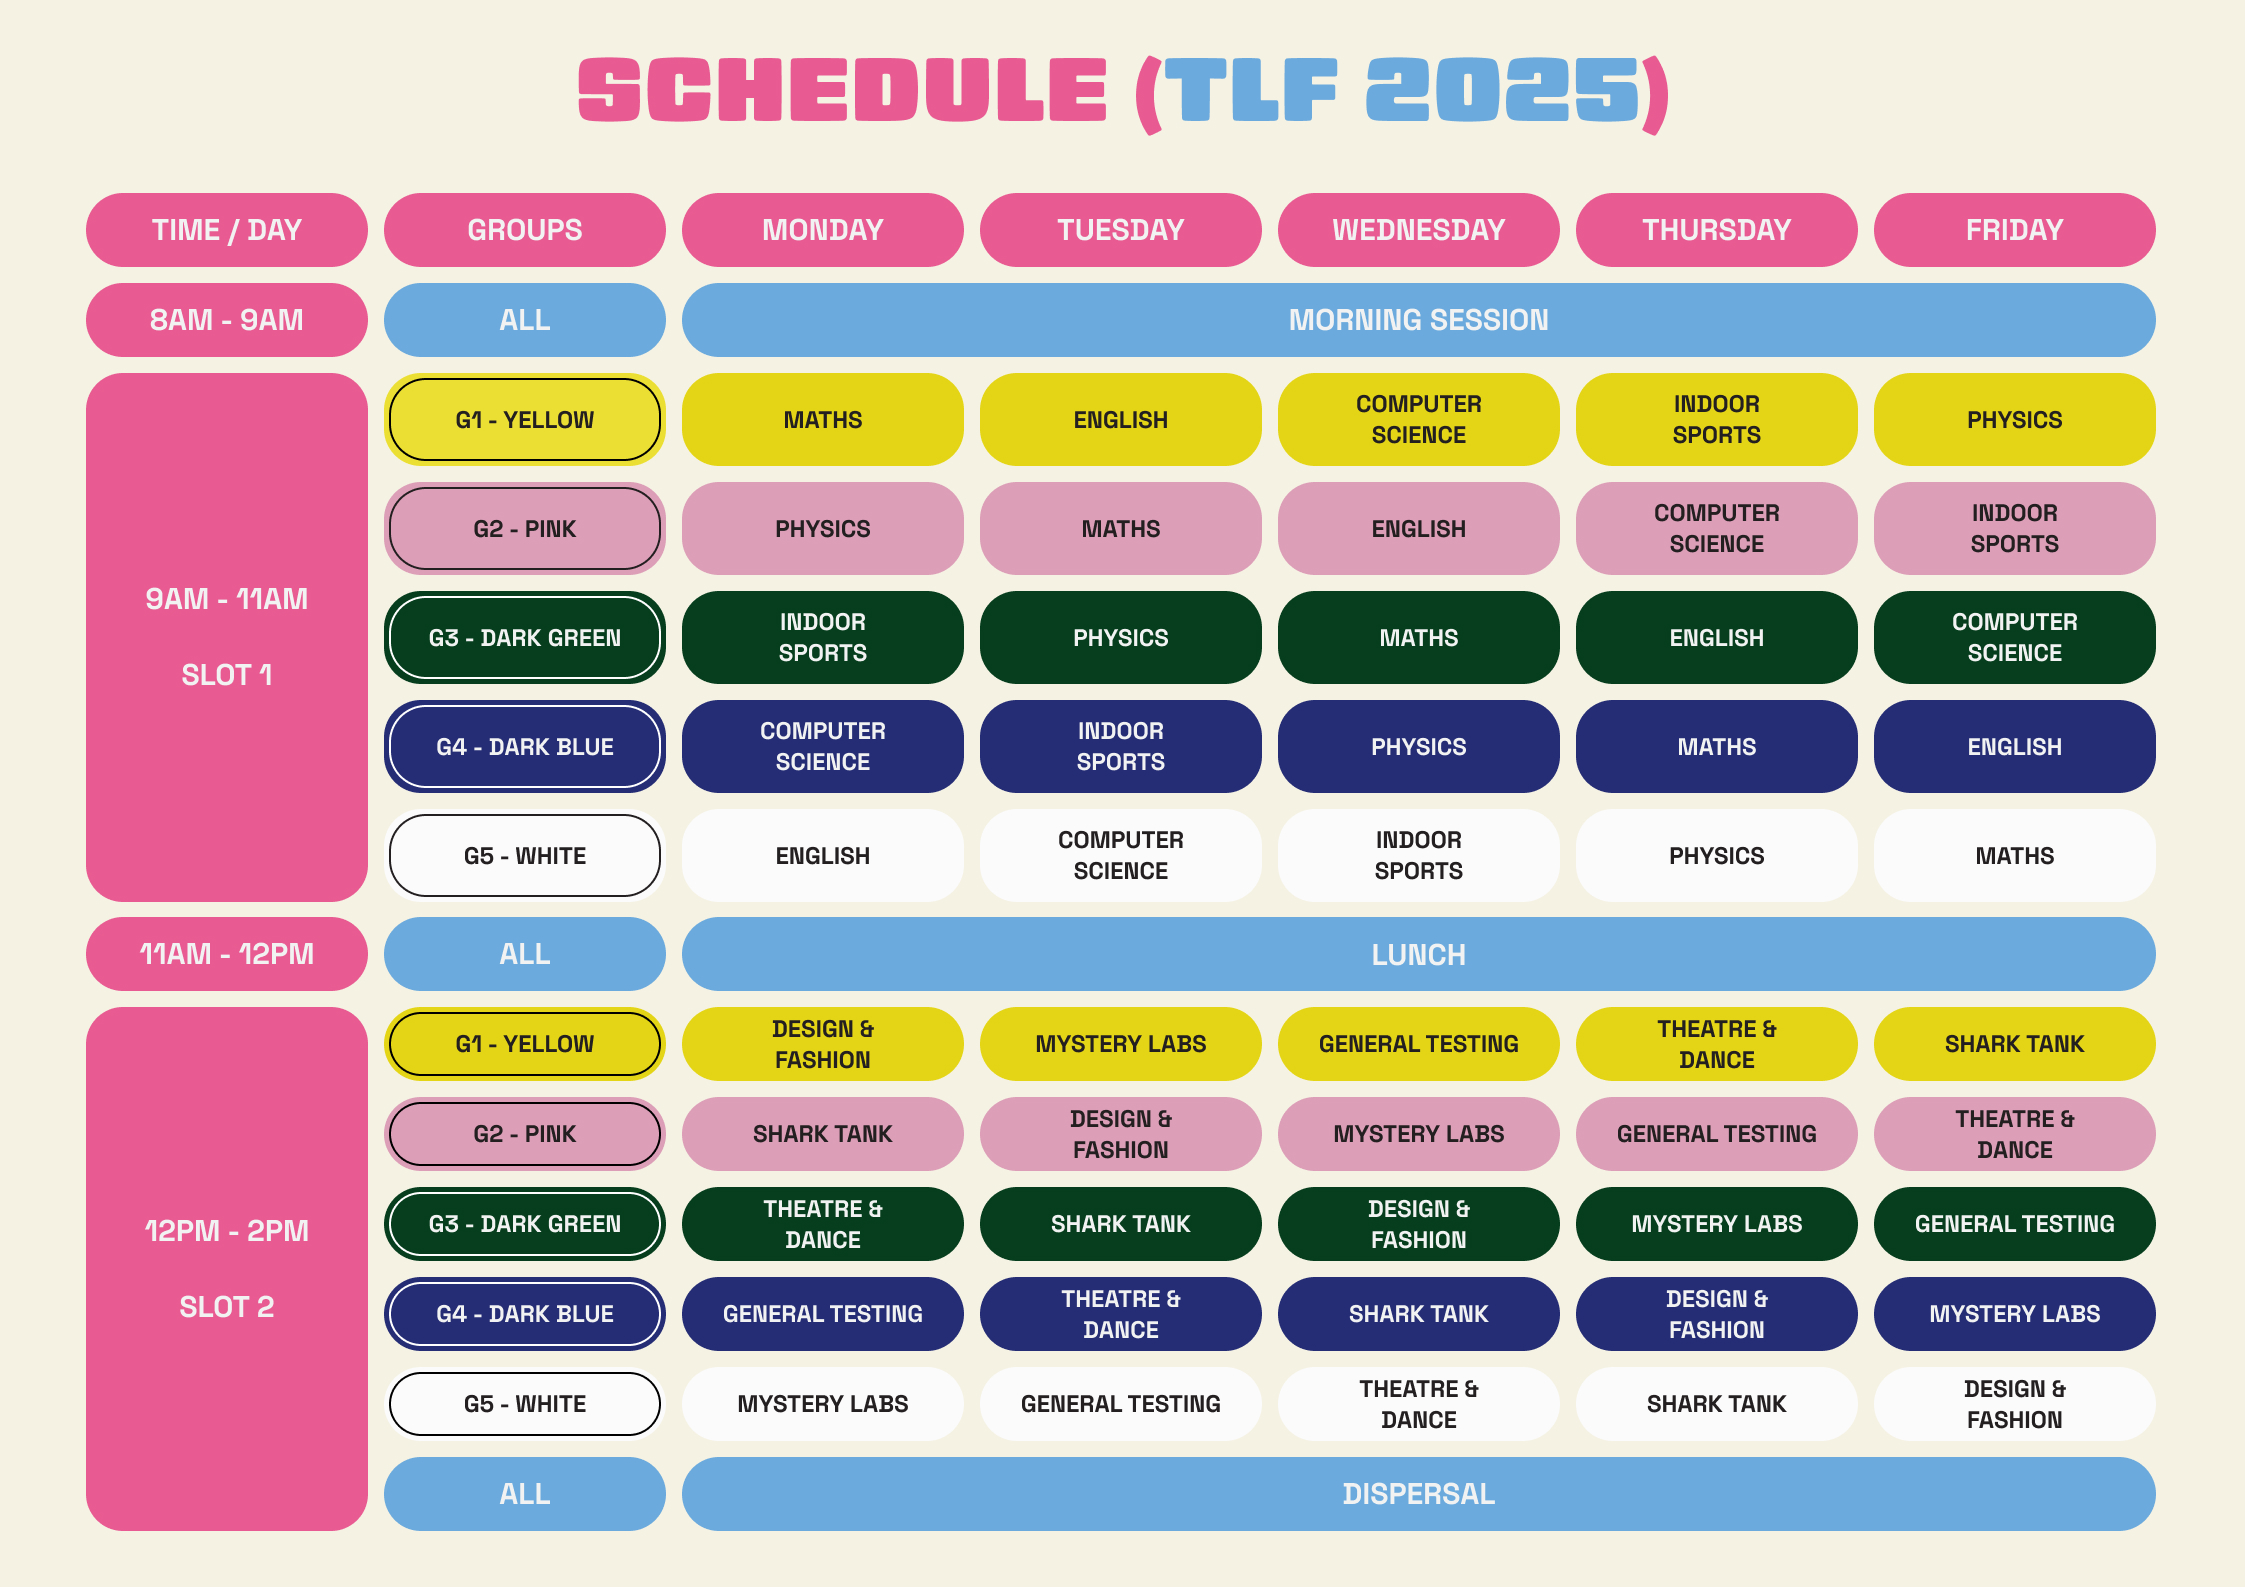 SCHEDULE (TLF 2025)
TIME / DAY
GROUPS
MONDAY
TUESDAY
WEDNESDAY
THURSDAY
FRIDAY
8AM - 9AM
ALL
MORNING SESSION
9AM - 11AM
SLOT 1
G1 - YELLOW
MATHS
ENGLISH
COMPUTER
SCIENCE
INDOOR
SPORTS
PHYSICS
G2 - PINK
PHYSICS
MATHS
ENGLISH
COMPUTER
SCIENCE
INDOOR
SPORTS
G3 - DARK GREEN
INDOOR
SPORTS
PHYSICS
MATHS
ENGLISH
COMPUTER
SCIENCE
G4 - DARK BLUE
COMPUTER
SCIENCE
INDOOR
SPORTS
PHYSICS
MATHS
ENGLISH
G5 - WHITE
ENGLISH
COMPUTER
SCIENCE
INDOOR
SPORTS
PHYSICS
MATHS
11AM - 12PM
ALL
LUNCH
12PM - 2PM
SLOT 2
G1 - YELLOW
DESIGN &
FASHION
MYSTERY LABS
GENERAL TESTING
THEATRE &
DANCE
SHARK TANK
G2 - PINK
SHARK TANK
DESIGN &
FASHION
MYSTERY LABS
GENERAL TESTING
THEATRE &
DANCE
G3 - DARK GREEN
THEATRE &
DANCE
SHARK TANK
DESIGN &
FASHION
MYSTERY LABS
GENERAL TESTING
G4 - DARK BLUE
GENERAL TESTING
THEATRE &
DANCE
SHARK TANK
DESIGN &
FASHION
MYSTERY LABS
G5 - WHITE
MYSTERY LABS
GENERAL TESTING
THEATRE &
DANCE
SHARK TANK
DESIGN &
FASHION
ALL
DISPERSAL